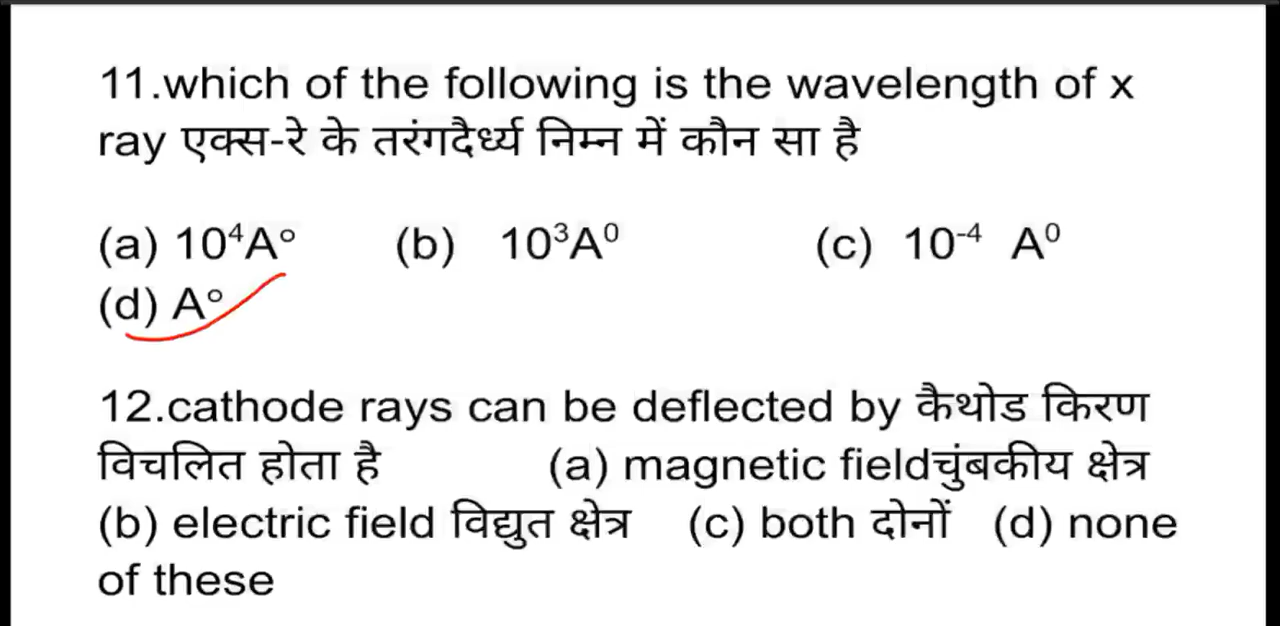 11.which of the following is the wavelength of x
ray एक्स-रे के तरंगदैर्ध्य निम्न में कौन सा है
(a) 10⁴A° (b) 10³A⁰ (c) 10⁻⁴ A⁰
(d) A°
12.cathode rays can be deflected by कैथोड किरण
विचलित होता है (a) magnetic fieldचुंबकीय क्षेत्र
(b) electric field विद्युत क्षेत्र (c) both दोनों (d) none
of these